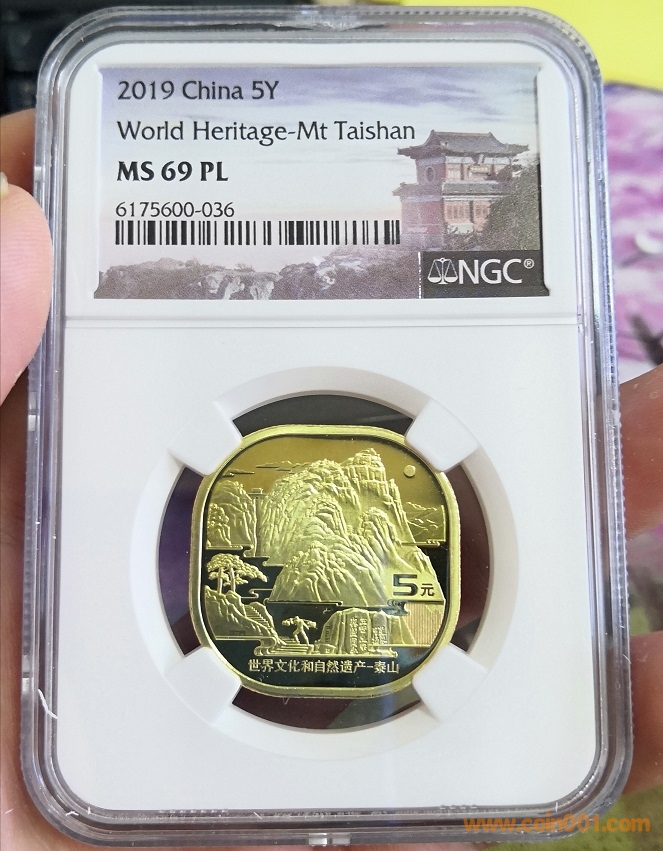 2019 China 5Y
World Heritage-Mt Taishan
MS 69 PL
6175600-036
NGC®
5元
世界文化和自然遗产-泰山
www.coin001.com